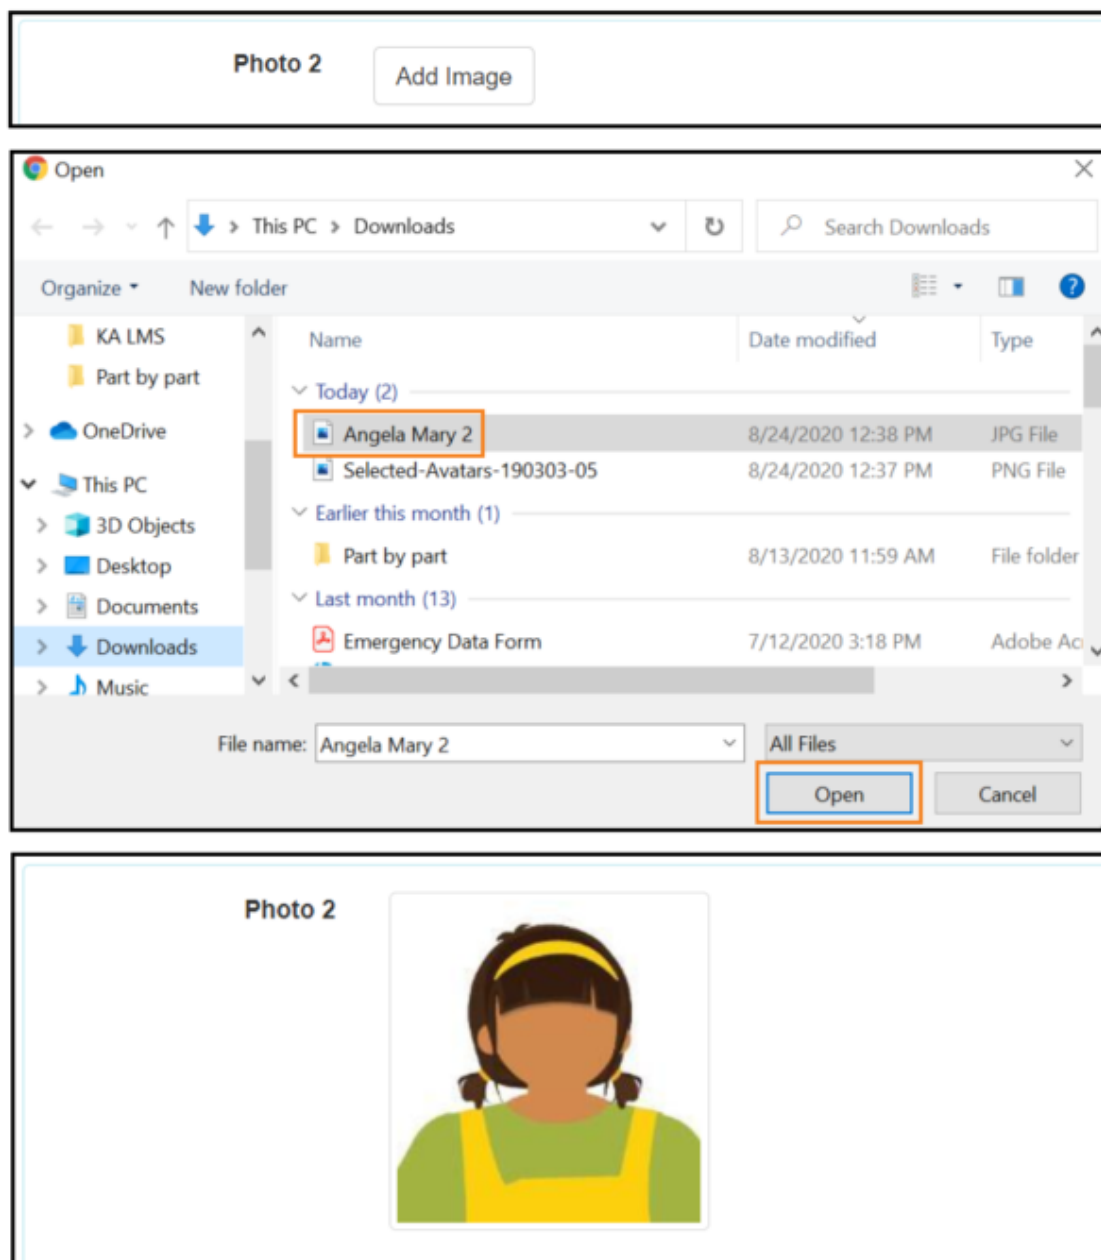 Photo 2 Add Image
Open
This PC > Downloads Search Downloads
Organize New folder
KA LMS
Part by part
OneDrive
This PC
3D Objects
Desktop
Documents
Downloads
Music
Name Date modified Type
Today (2)
Angela Mary 2 8/24/2020 12:38 PM JPG File
Selected-Avatars-190303-05 8/24/2020 12:37 PM PNG File
Earlier this month (1)
Part by part 8/13/2020 11:59 AM File folder
Last month (13)
Emergency Data Form 7/12/2020 3:18 PM Adobe Ac
File name: Angela Mary 2 All Files
Open Cancel
Photo 2